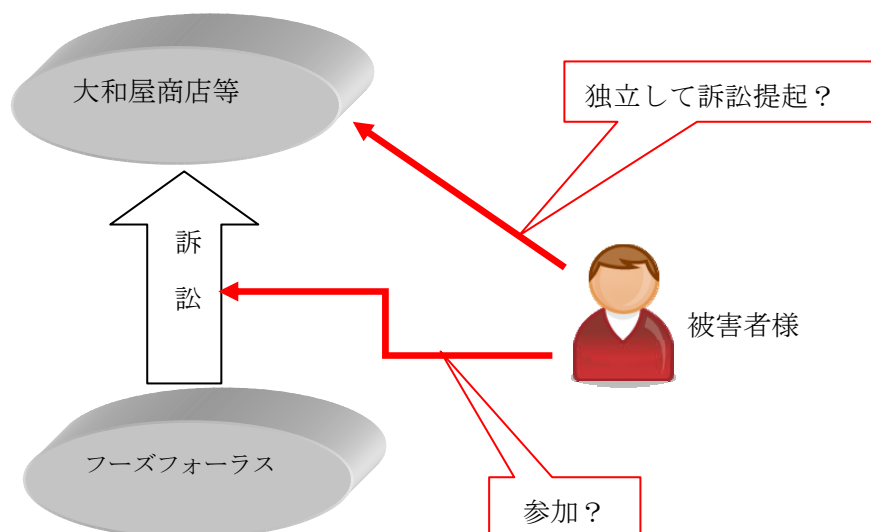 大和屋商店等
独立して訴訟提起？
訴
訟
被害者様
フーズフォーラス
参加？